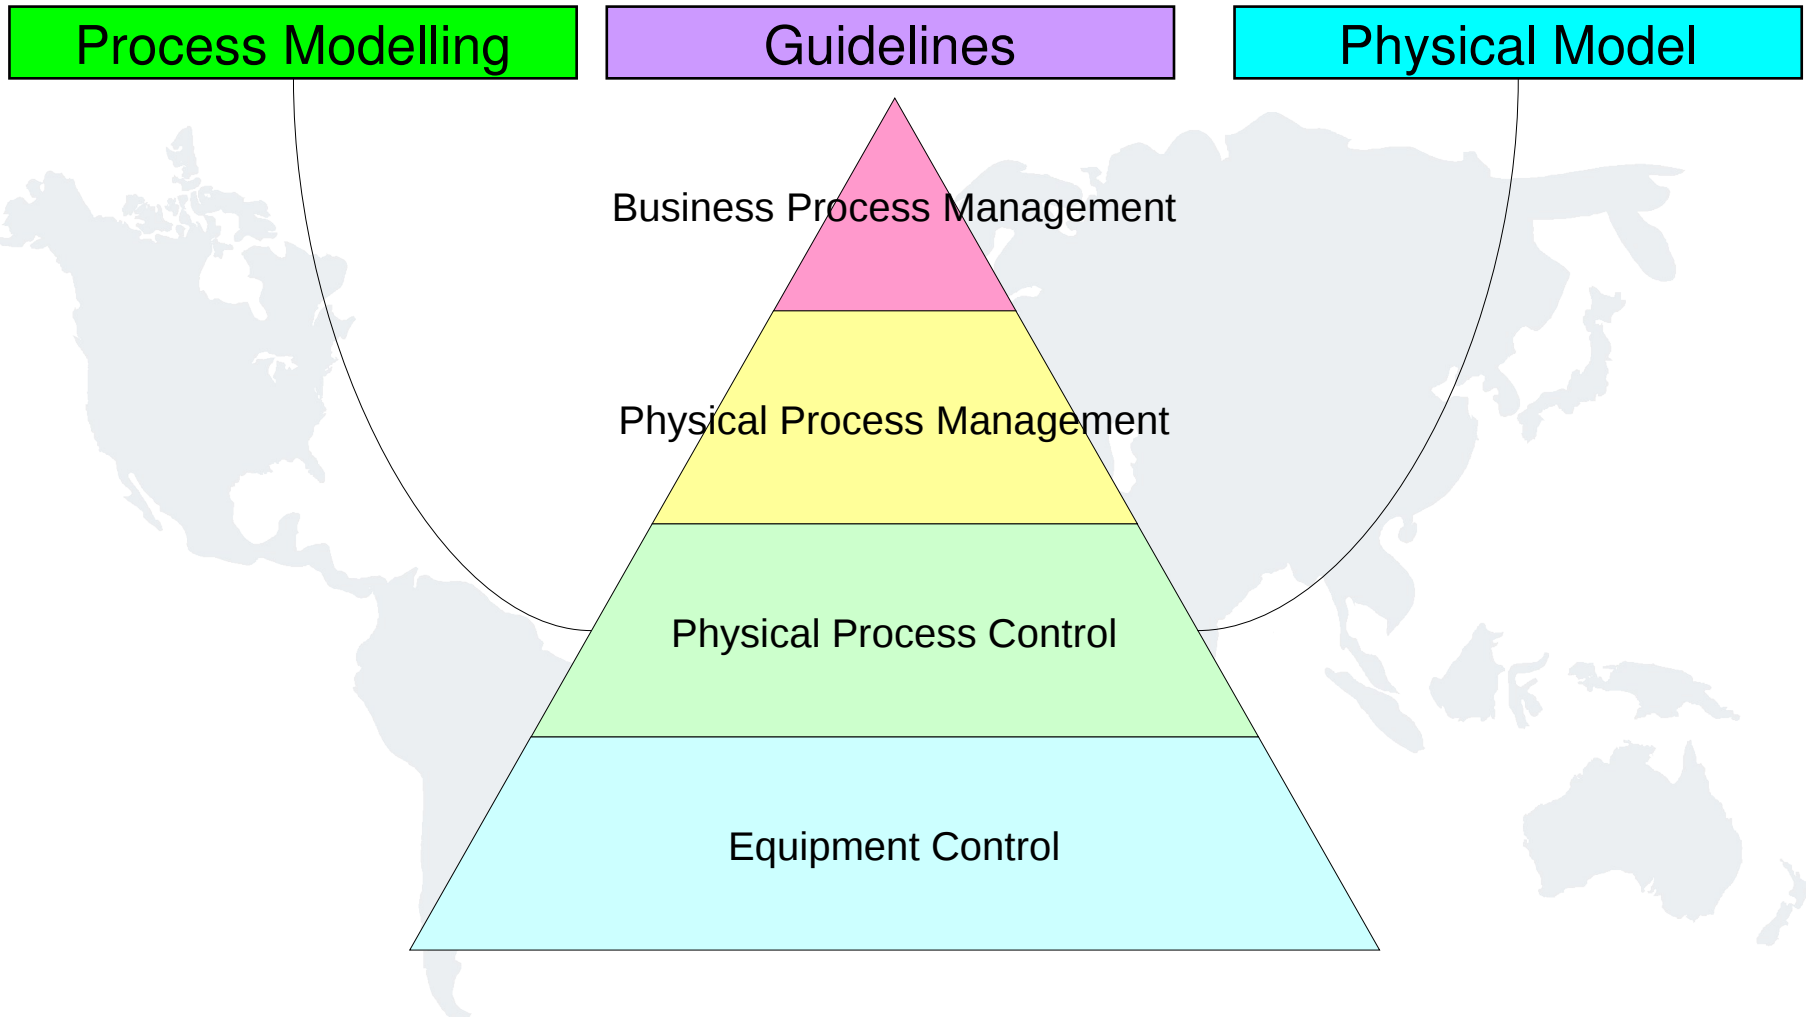 Process Modelling
Guidelines
Physical Model
Business Process Management
Physical Process Management
Physical Process Control
Equipment Control